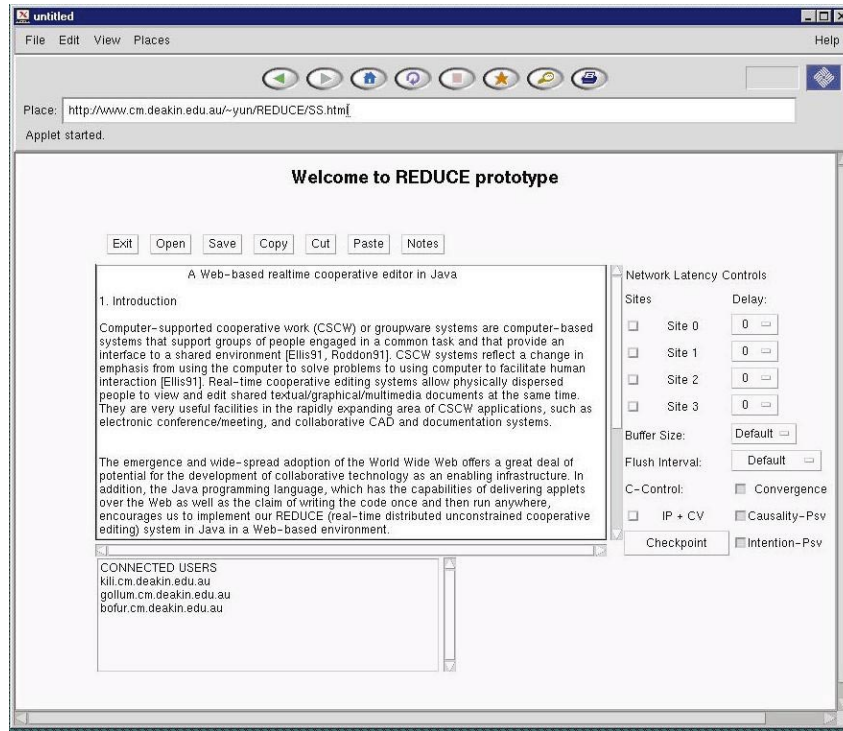 untitled
File Edit View Places Help
Place: http://www.cm.deakin.edu.au/~yun/REDUCE/SS.html
Applet started.
Welcome to REDUCE prototype
Exit Open Save Copy Cut Paste Notes
A Web-based realtime cooperative editor in Java
1. Introduction
Computer-supported cooperative work (CSCW) or groupware systems are computer-based
systems that support groups of people engaged in a common task and that provide an
interface to a shared environment [Ellis91, Roddon91]. CSCW systems reflect a change in
emphasis from using the computer to solve problems to using computer to facilitate human
interaction [Ellis91]. Real-time cooperative editing systems allow physically dispersed
people to view and edit shared textual/graphical/multimedia documents at the same time.
They are very useful facilities in the rapidly expanding area of CSCW applications, such as
electronic conference/meeting, and collaborative CAD and documentation systems.
The emergence and wide-spread adoption of the World Wide Web offers a great deal of
potential for the development of collaborative technology as an enabling infrastructure. In
addition, the Java programming language, which has the capabilities of delivering applets
over the Web as well as the claim of writing the code once and then run anywhere,
encourages us to implement our REDUCE (real-time distributed unconstrained cooperative
editing) system in Java in a Web-based environment.
Network Latency Controls
Sites Delay:
Site 0 0
Site 1 0
Site 2 0
Site 3 0
Buffer Size: Default
Flush Interval: Default
C-Control: Convergence
IP + CV Causality-Psv
Checkpoint Intention-Psv
CONNECTED USERS
kili.cm.deakin.edu.au
gollum.cm.deakin.edu.au
bofur.cm.deakin.edu.au